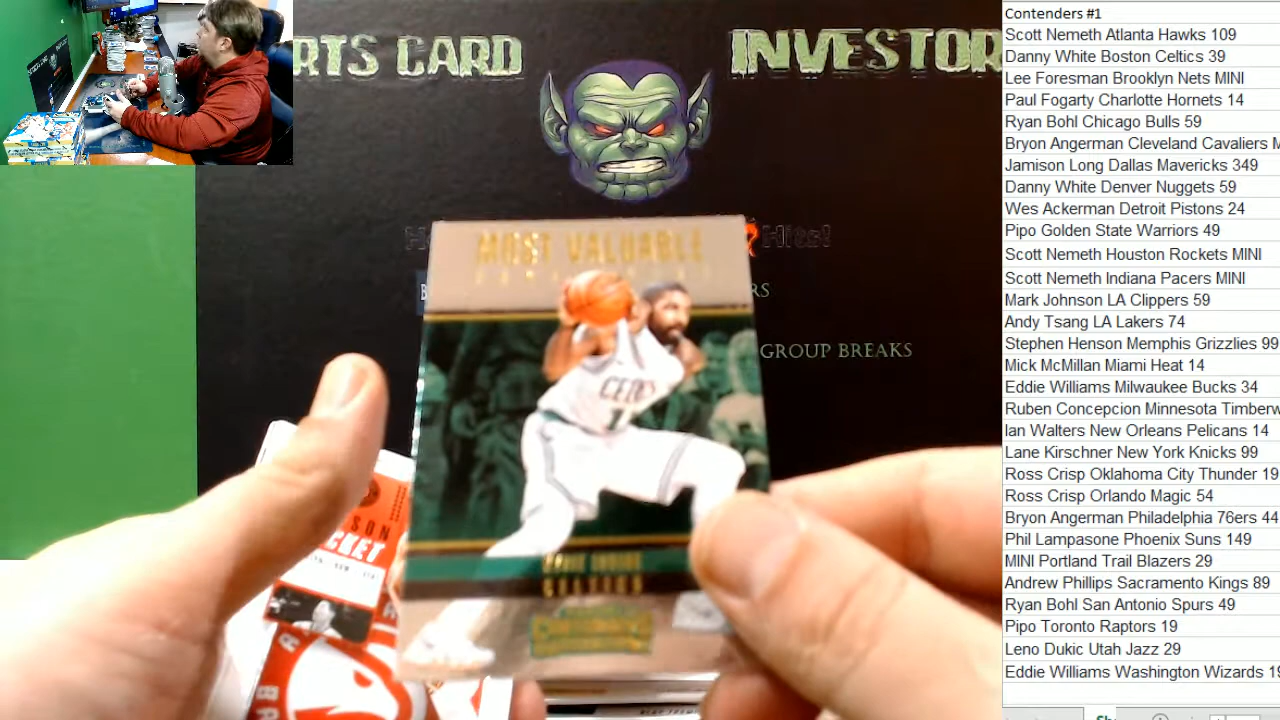 RTS CARD INVESTOR
Hits!
RS
GROUP BREAKS
MOST VALUABLE
CELTICS
Contenders #1
Scott Nemeth Atlanta Hawks 109
Danny White Boston Celtics 39
Lee Foresman Brooklyn Nets MINI
Paul Fogarty Charlotte Hornets 14
Ryan Bohl Chicago Bulls 59
Bryon Angerman Cleveland Cavaliers M
Jamison Long Dallas Mavericks 349
Danny White Denver Nuggets 59
Wes Ackerman Detroit Pistons 24
Pipo Golden State Warriors 49
Scott Nemeth Houston Rockets MINI
Scott Nemeth Indiana Pacers MINI
Mark Johnson LA Clippers 59
Andy Tsang LA Lakers 74
Stephen Henson Memphis Grizzlies 99
Mick McMillan Miami Heat 14
Eddie Williams Milwaukee Bucks 34
Ruben Concepcion Minnesota Timberw
Ian Walters New Orleans Pelicans 14
Lane Kirschner New York Knicks 99
Ross Crisp Oklahoma City Thunder 19
Ross Crisp Orlando Magic 54
Bryon Angerman Philadelphia 76ers 44
Phil Lampasone Phoenix Suns 149
MINI Portland Trail Blazers 29
Andrew Phillips Sacramento Kings 89
Ryan Bohl San Antonio Spurs 49
Pipo Toronto Raptors 19
Leno Dukic Utah Jazz 29
Eddie Williams Washington Wizards 19